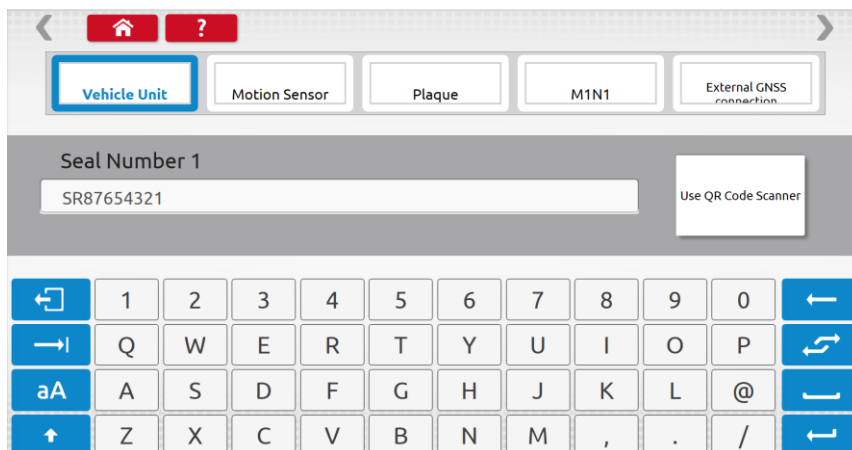 ?
Vehicle Unit
Motion Sensor
Plaque
M1N1
External GNSS
connection
Seal Number 1
SR87654321
Use QR Code Scanner
1 2 3 4 5 6 7 8 9 0
Q W E R T Y U I O P
aA A S D F G H J K L @
Z X C V B N M , . /